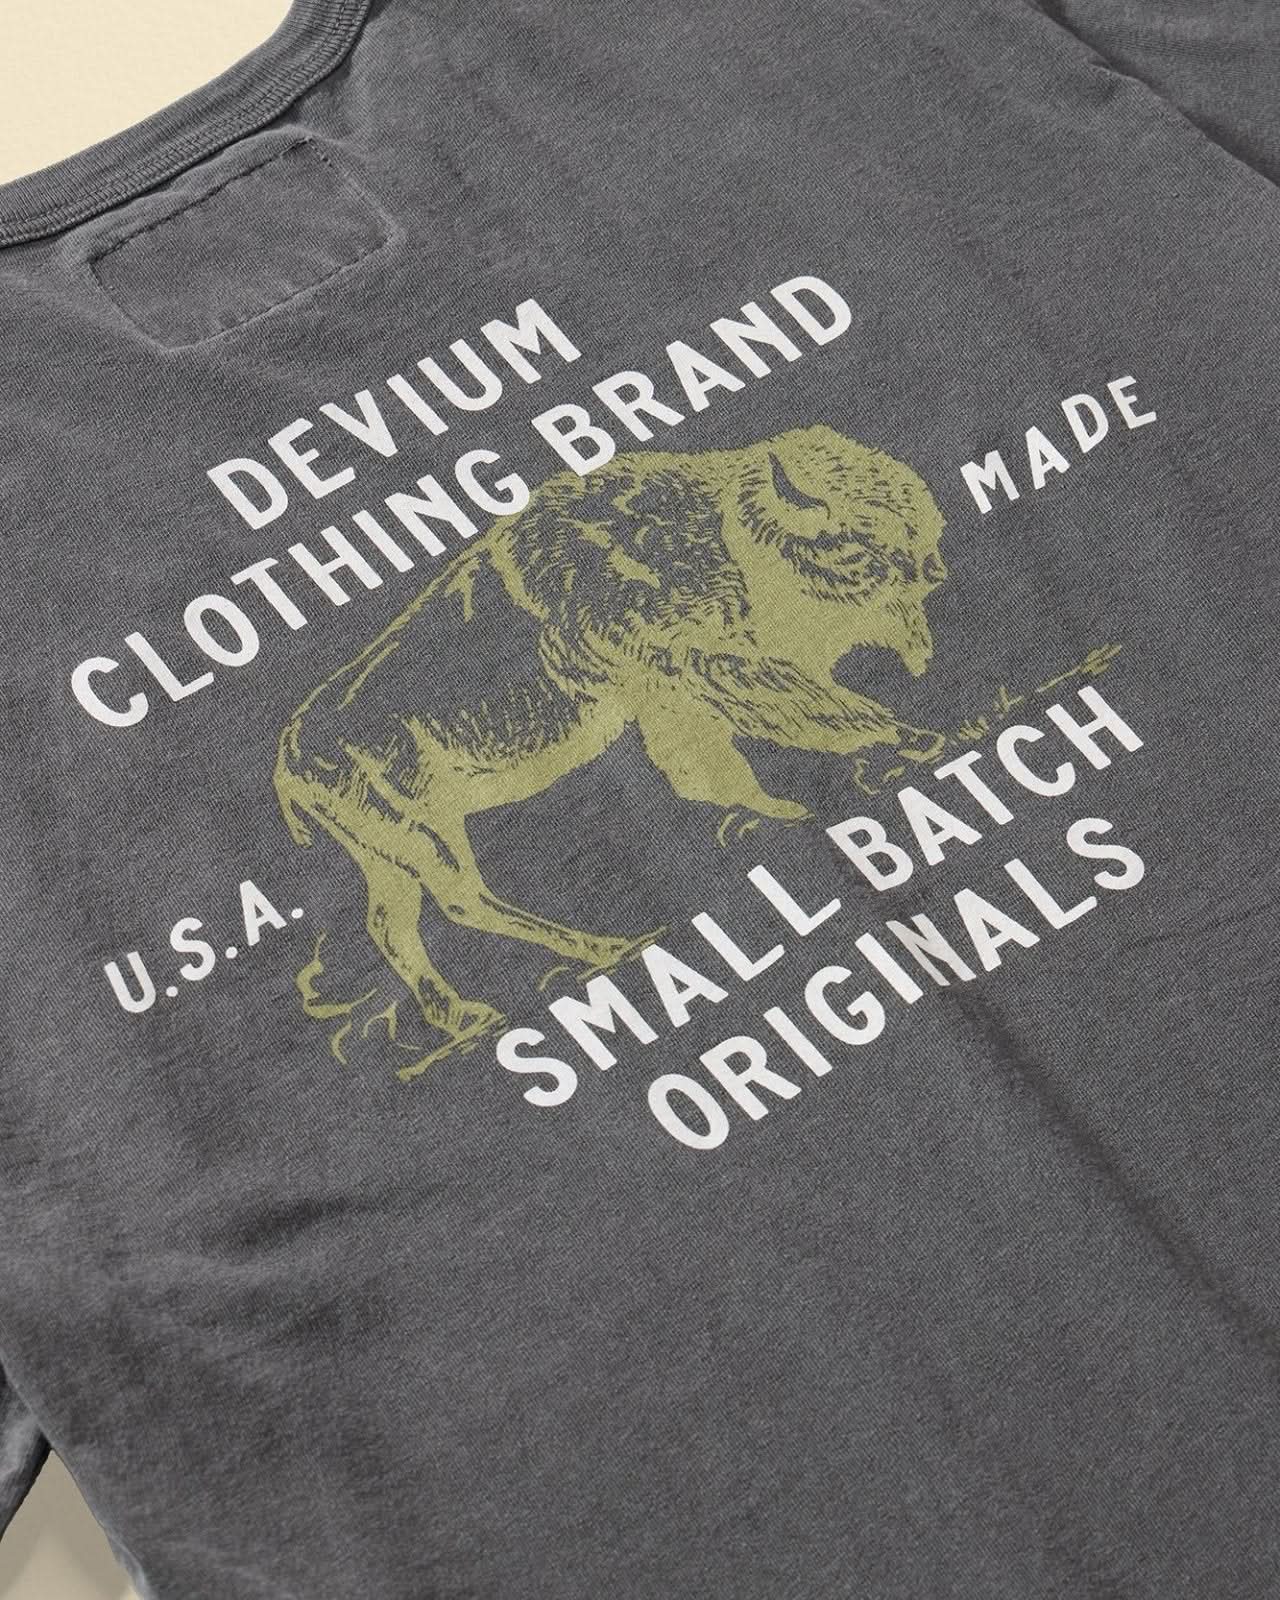 DEVIUM
CLOTHING BRAND
U.S.A. MADE
SMALL BATCH
ORIGINALS